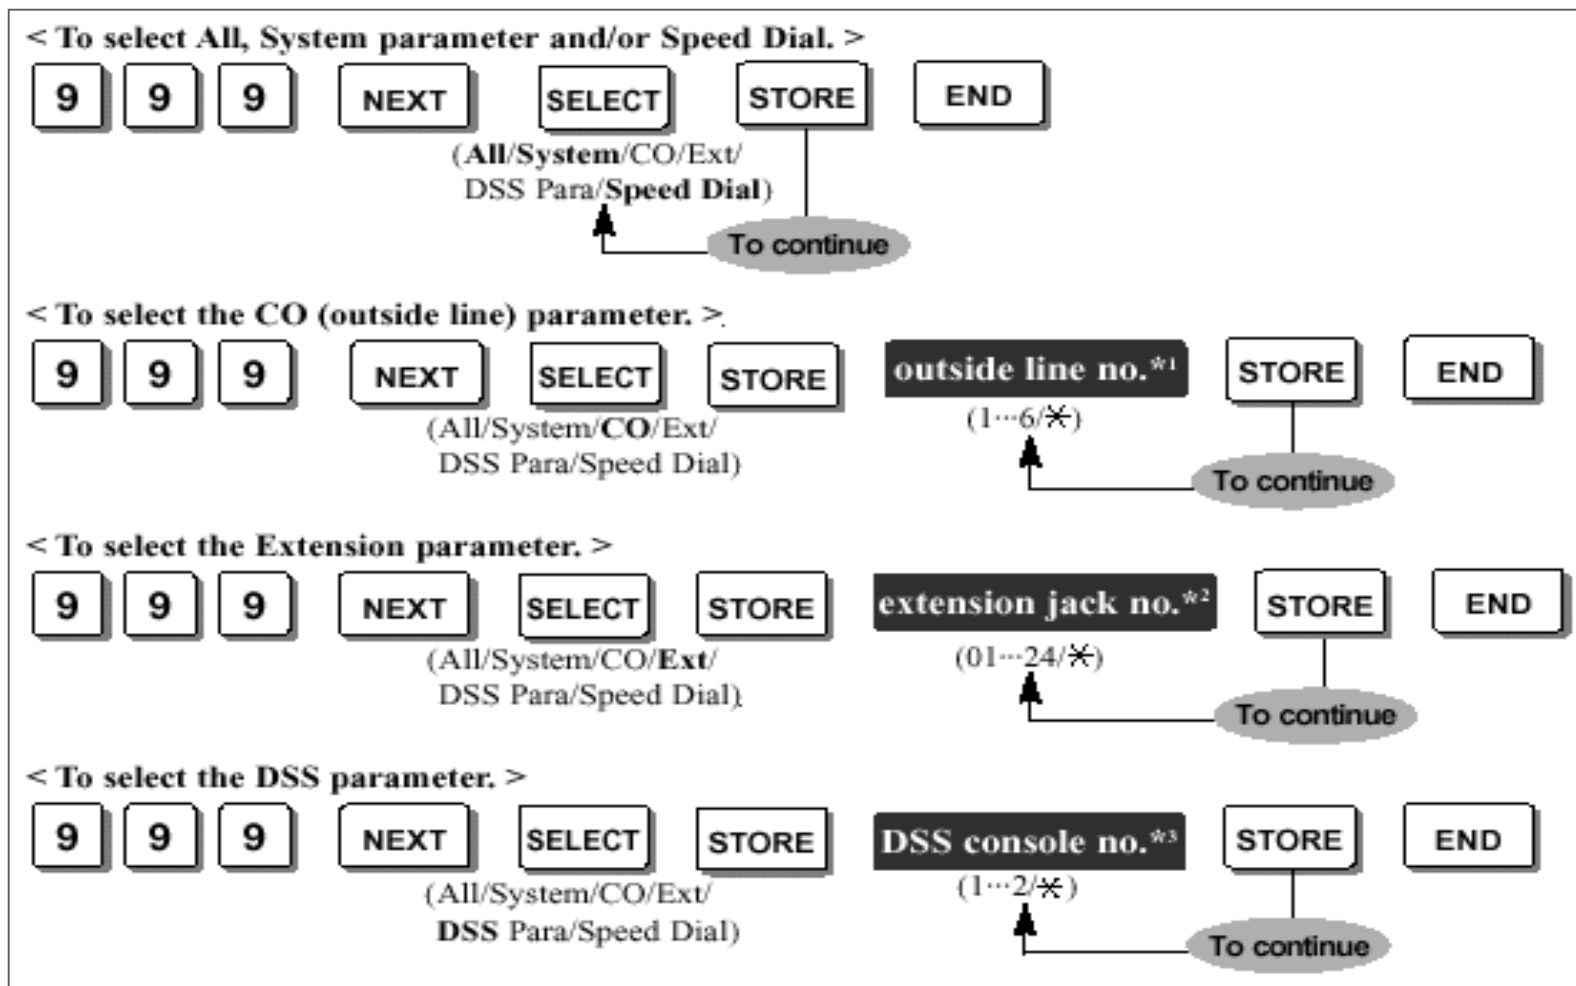 < To select All, System parameter and/or Speed Dial. >
9 9 9 NEXT SELECT STORE END
(All/System/CO/Ext/
DSS Para/Speed Dial)
To continue
< To select the CO (outside line) parameter. >
9 9 9 NEXT SELECT STORE outside line no.*1 STORE END
(1···6/*)
(All/System/CO/Ext/
DSS Para/Speed Dial)
To continue
< To select the Extension parameter. >
9 9 9 NEXT SELECT STORE extension jack no.*2 STORE END
(01···24/*)
(All/System/CO/Ext/
DSS Para/Speed Dial)
To continue
< To select the DSS parameter. >
9 9 9 NEXT SELECT STORE DSS console no.*3 STORE END
(1···2/*)
(All/System/CO/Ext/
DSS Para/Speed Dial)
To continue